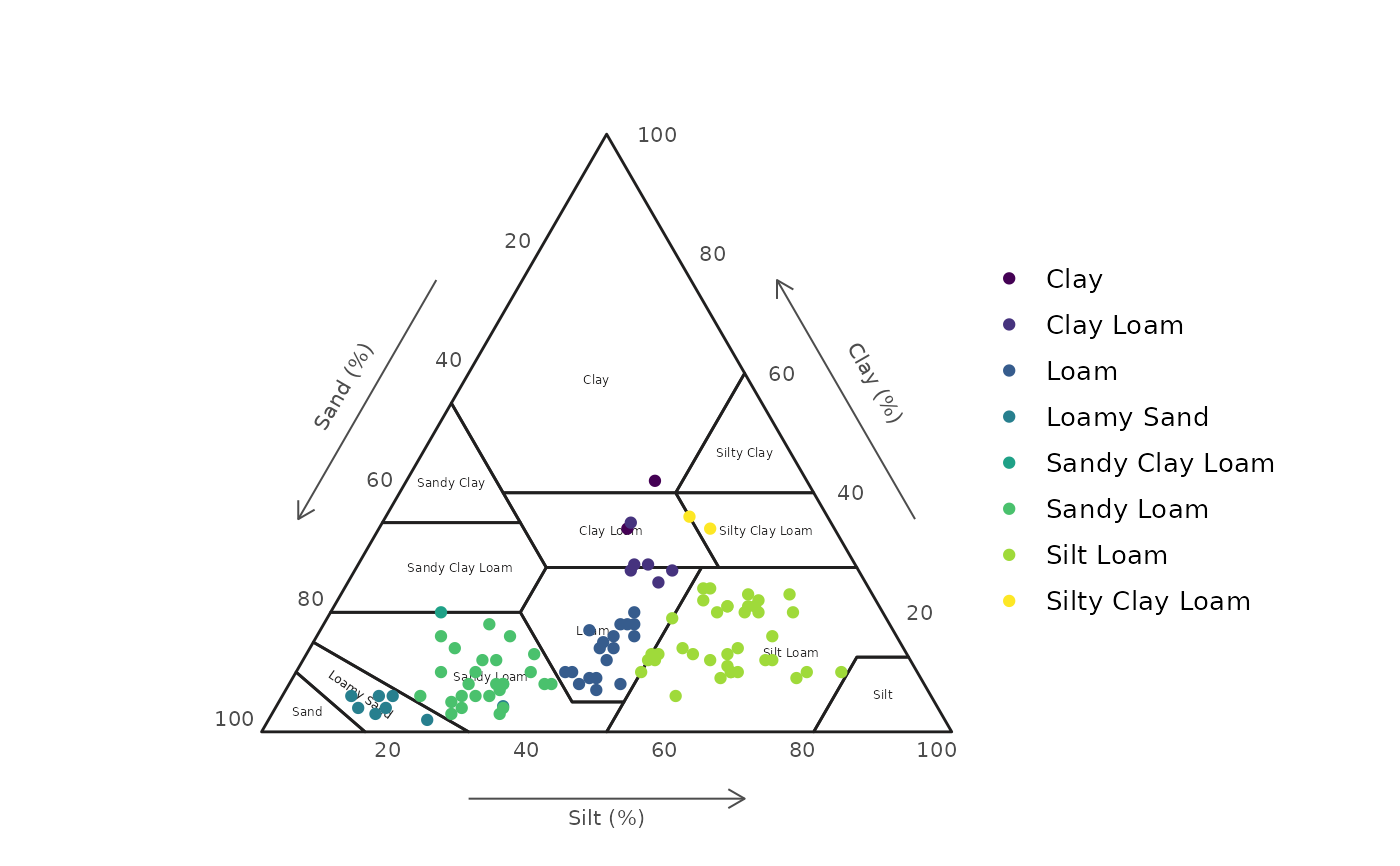 100
20
80
Clay
Clay Loam
Loam
Loamy Sand
Sandy Clay Loam
Sandy Loam
Silt Loam
Silty Clay Loam
Sand (%)
Clay (%)
40
60
Clay
Silty Clay
60
Sandy Clay
40
Clay Loam
Silty Clay Loam
Sandy Clay Loam
80
20
Loam
Silt Loam
Sandy Loam
Loamy Sand
Silt
Sand
100
20
40
60
80
100
Silt (%)